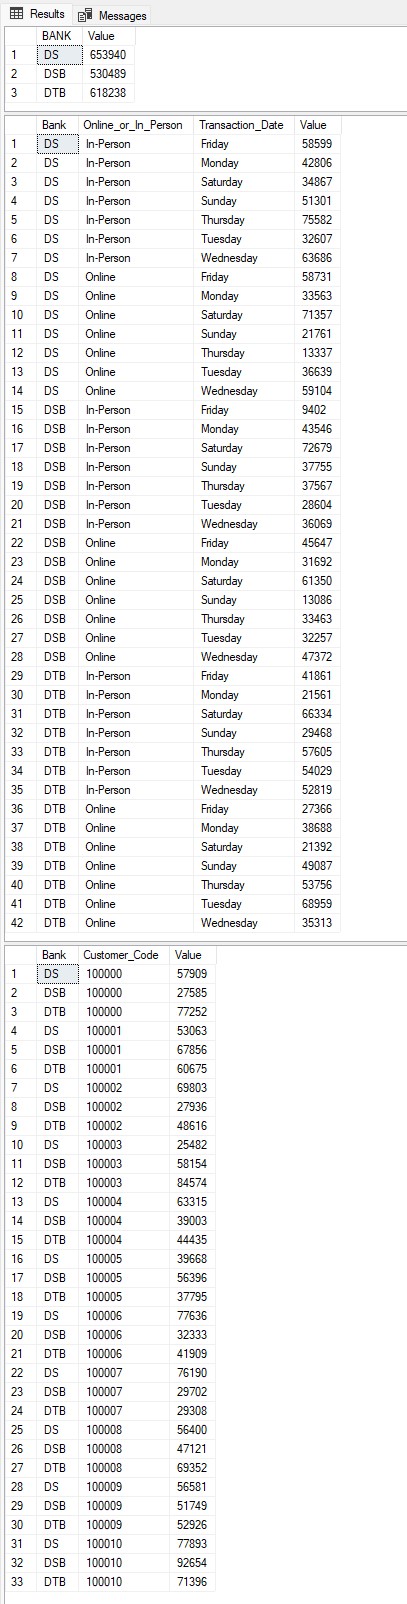 Results Messages
BANK Value
1 DS 653940
2 DSB 530489
3 DTB 618238
Bank Online_or_In_Person Transaction_Date Value
1 DS In-Person Friday 58599
2 DS In-Person Monday 42806
3 DS In-Person Saturday 34867
4 DS In-Person Sunday 51301
5 DS In-Person Thursday 75582
6 DS In-Person Tuesday 32607
7 DS In-Person Wednesday 63686
8 DS Online Friday 58731
9 DS Online Monday 33563
10 DS Online Saturday 71357
11 DS Online Sunday 21761
12 DS Online Thursday 13337
13 DS Online Tuesday 36639
14 DS Online Wednesday 59104
15 DSB In-Person Friday 9402
16 DSB In-Person Monday 43546
17 DSB In-Person Saturday 72679
18 DSB In-Person Sunday 37755
19 DSB In-Person Thursday 37567
20 DSB In-Person Tuesday 28604
21 DSB In-Person Wednesday 36069
22 DSB Online Friday 45647
23 DSB Online Monday 31692
24 DSB Online Saturday 61350
25 DSB Online Sunday 13086
26 DSB Online Thursday 33463
27 DSB Online Tuesday 32257
28 DSB Online Wednesday 47372
29 DTB In-Person Friday 41861
30 DTB In-Person Monday 21561
31 DTB In-Person Saturday 66334
32 DTB In-Person Sunday 29468
33 DTB In-Person Thursday 57605
34 DTB In-Person Tuesday 54029
35 DTB In-Person Wednesday 52819
36 DTB Online Friday 27366
37 DTB Online Monday 38688
38 DTB Online Saturday 21392
39 DTB Online Sunday 49087
40 DTB Online Thursday 53756
41 DTB Online Tuesday 68959
42 DTB Online Wednesday 35313
Bank Customer_Code Value
1 DS 100000 57909
2 DSB 100000 27585
3 DTB 100000 77252
4 DS 100001 53063
5 DSB 100001 67856
6 DTB 100001 60675
7 DS 100002 69803
8 DSB 100002 27936
9 DTB 100002 48616
10 DS 100003 25482
11 DSB 100003 58154
12 DTB 100003 84574
13 DS 100004 63315
14 DSB 100004 39003
15 DTB 100004 44435
16 DS 100005 39668
17 DSB 100005 56396
18 DTB 100005 37795
19 DS 100006 77636
20 DSB 100006 32333
21 DTB 100006 41909
22 DS 100007 76190
23 DSB 100007 29702
24 DTB 100007 29308
25 DS 100008 56400
26 DSB 100008 47121
27 DTB 100008 69352
28 DS 100009 56581
29 DSB 100009 51749
30 DTB 100009 52926
31 DS 100010 77893
32 DSB 100010 92654
33 DTB 100010 71396